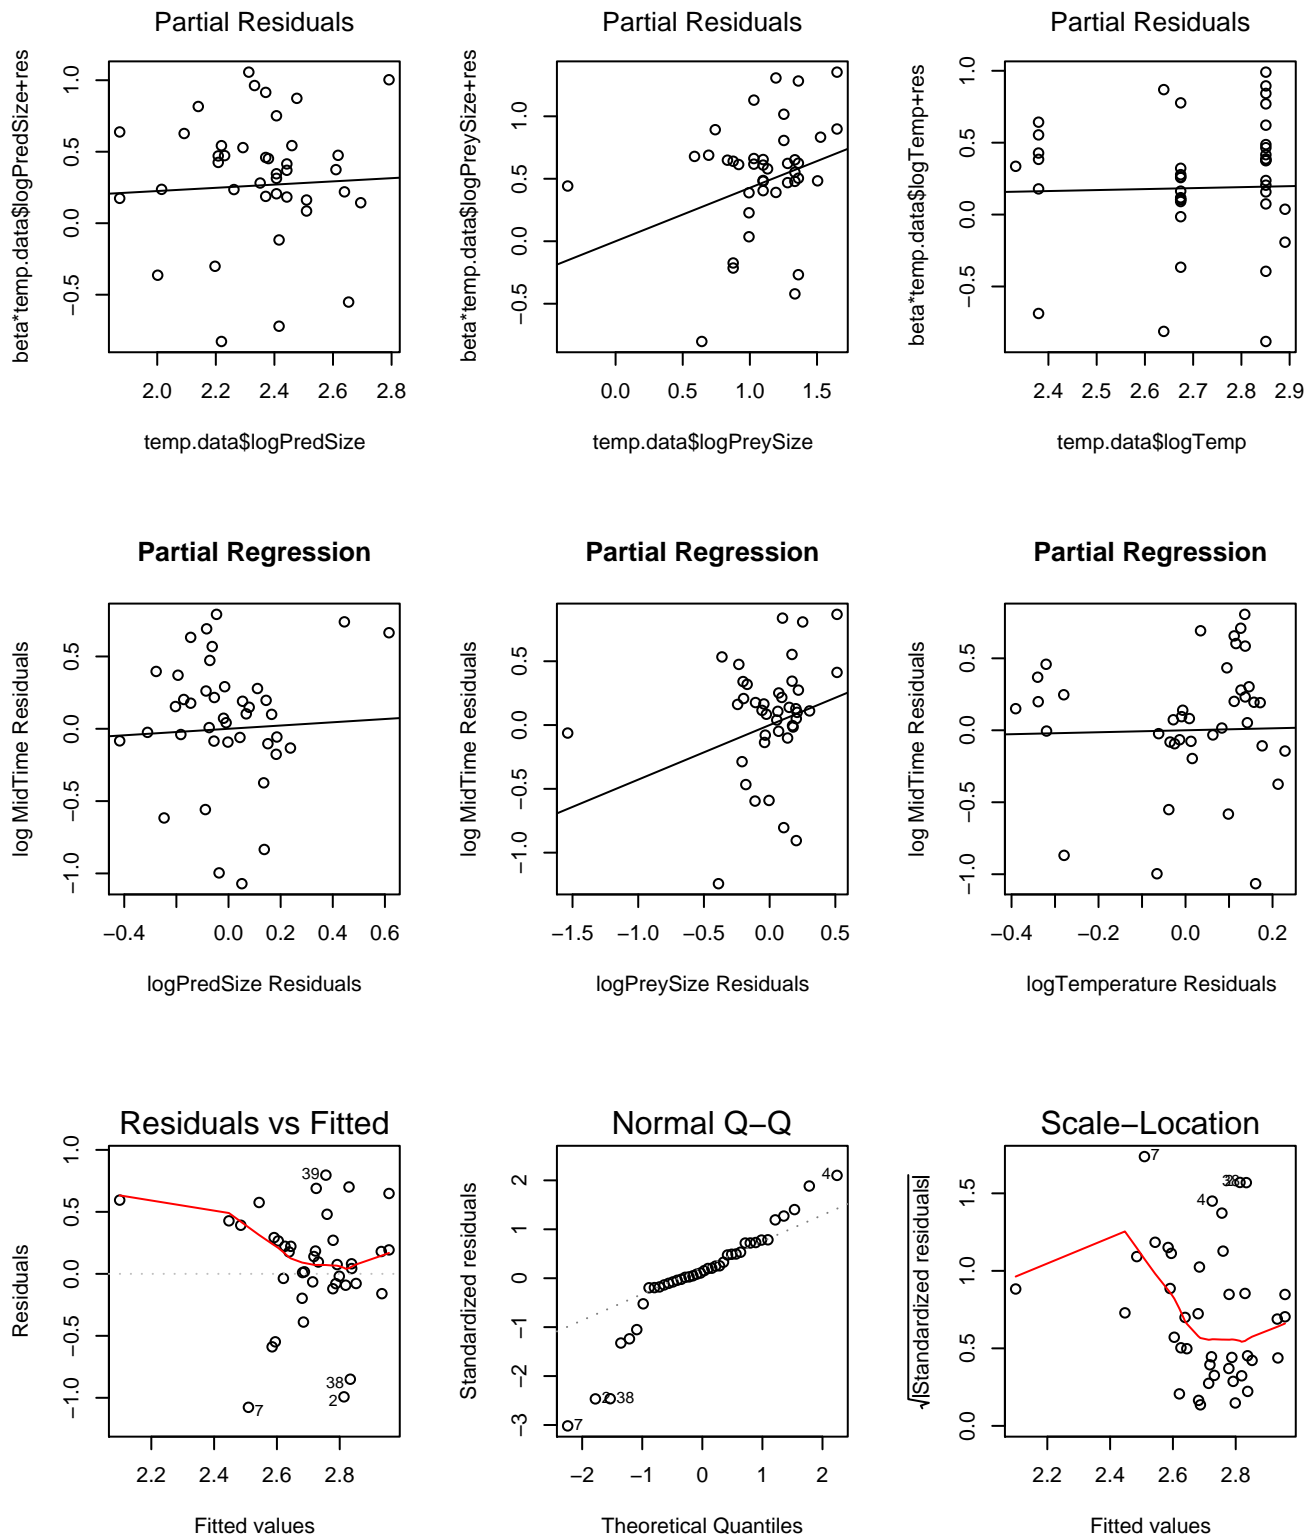 Partial Residuals
beta*temp.data$logPredSize+res
1.0
0.5
0.0
−0.5
2.0 2.2 2.4 2.6 2.8
temp.data$logPredSize
Partial Residuals
beta*temp.data$logPreySize+res
1.0
0.5
0.0
−0.5
0.0 1.0 1.5
temp.data$logPreySize
Partial Residuals
beta*temp.data$logTemp+res
1.0
0.5
0.0
−0.5
2.4 2.5 2.6 2.7 2.8 2.9
temp.data$logTemp
Partial Regression
log MidTime Residuals
0.5
0.0
−0.5
−1.0
−0.4 0.0 0.2 0.4 0.6
logPredSize Residuals
Partial Regression
log MidTime Residuals
0.5
0.0
−0.5
−1.0
−1.5 −1.0 −0.5 0.0 0.5
logPreySize Residuals
Partial Regression
log MidTime Residuals
0.5
0.0
−0.5
−1.0
−0.4 −0.2 0.0 0.2
logTemperature Residuals
Residuals vs Fitted
Residuals
1.0
0.5
0.0
−0.5
−1.0
39
38
2
7
2.2 2.4 2.6 2.8
Fitted values
Normal Q−Q
Standardized residuals
2
1
0
−1
−2
−3
4
2
38
7
−2 −1 0 1 2
Theoretical Quantiles
Scale−Location
√|Standardized residuals|
1.5
1.0
0.5
0.0
7
4
2.2 2.4 2.6 2.8
Fitted values